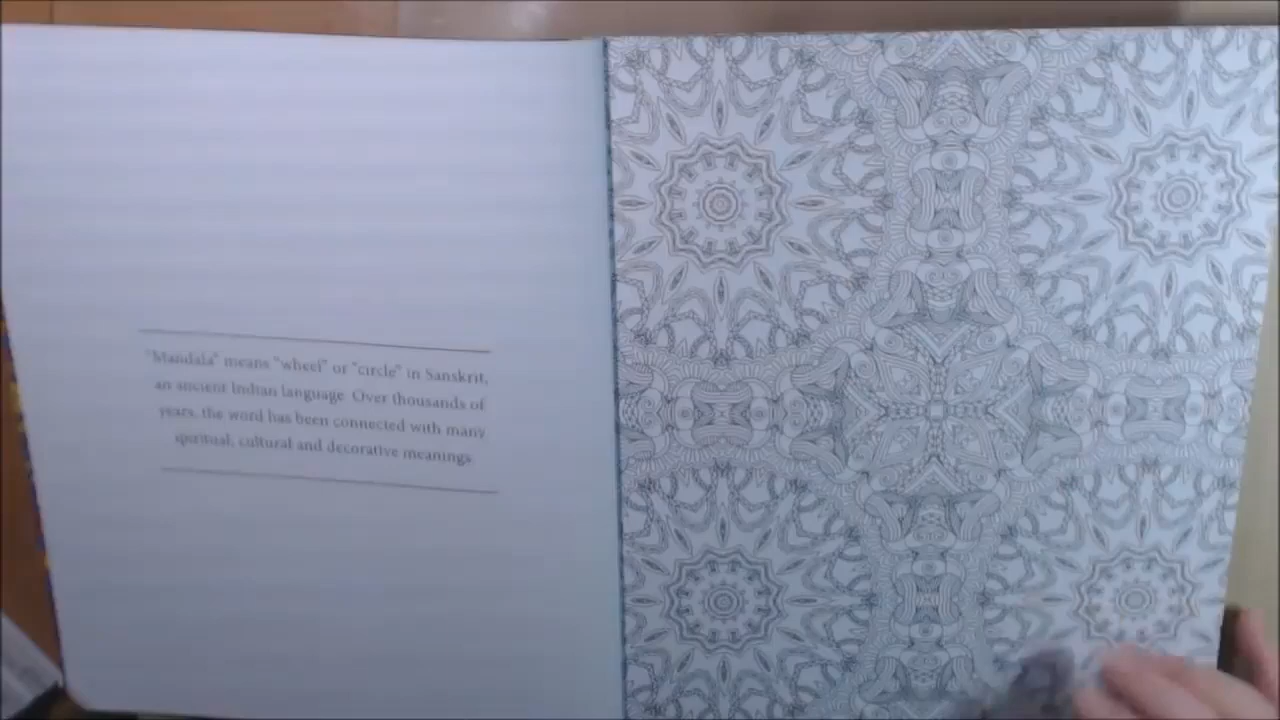 "Mandala" means "wheel" or "circle" in Sanskrit,
an ancient Indian language. Over thousands of
years, the word has been connected with many
spiritual, cultural and decorative meanings.